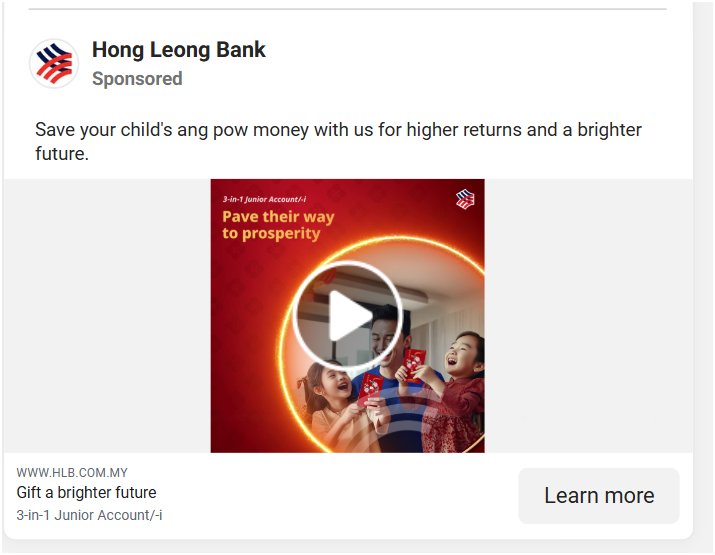 Hong Leong Bank
Sponsored
Save your child's ang pow money with us for higher returns and a brighter
future.
3-in-1 Junior Account/-i
Pave their way
to prosperity
WWW.HLB.COM.MY
Gift a brighter future
3-in-1 Junior Account/-i
Learn more